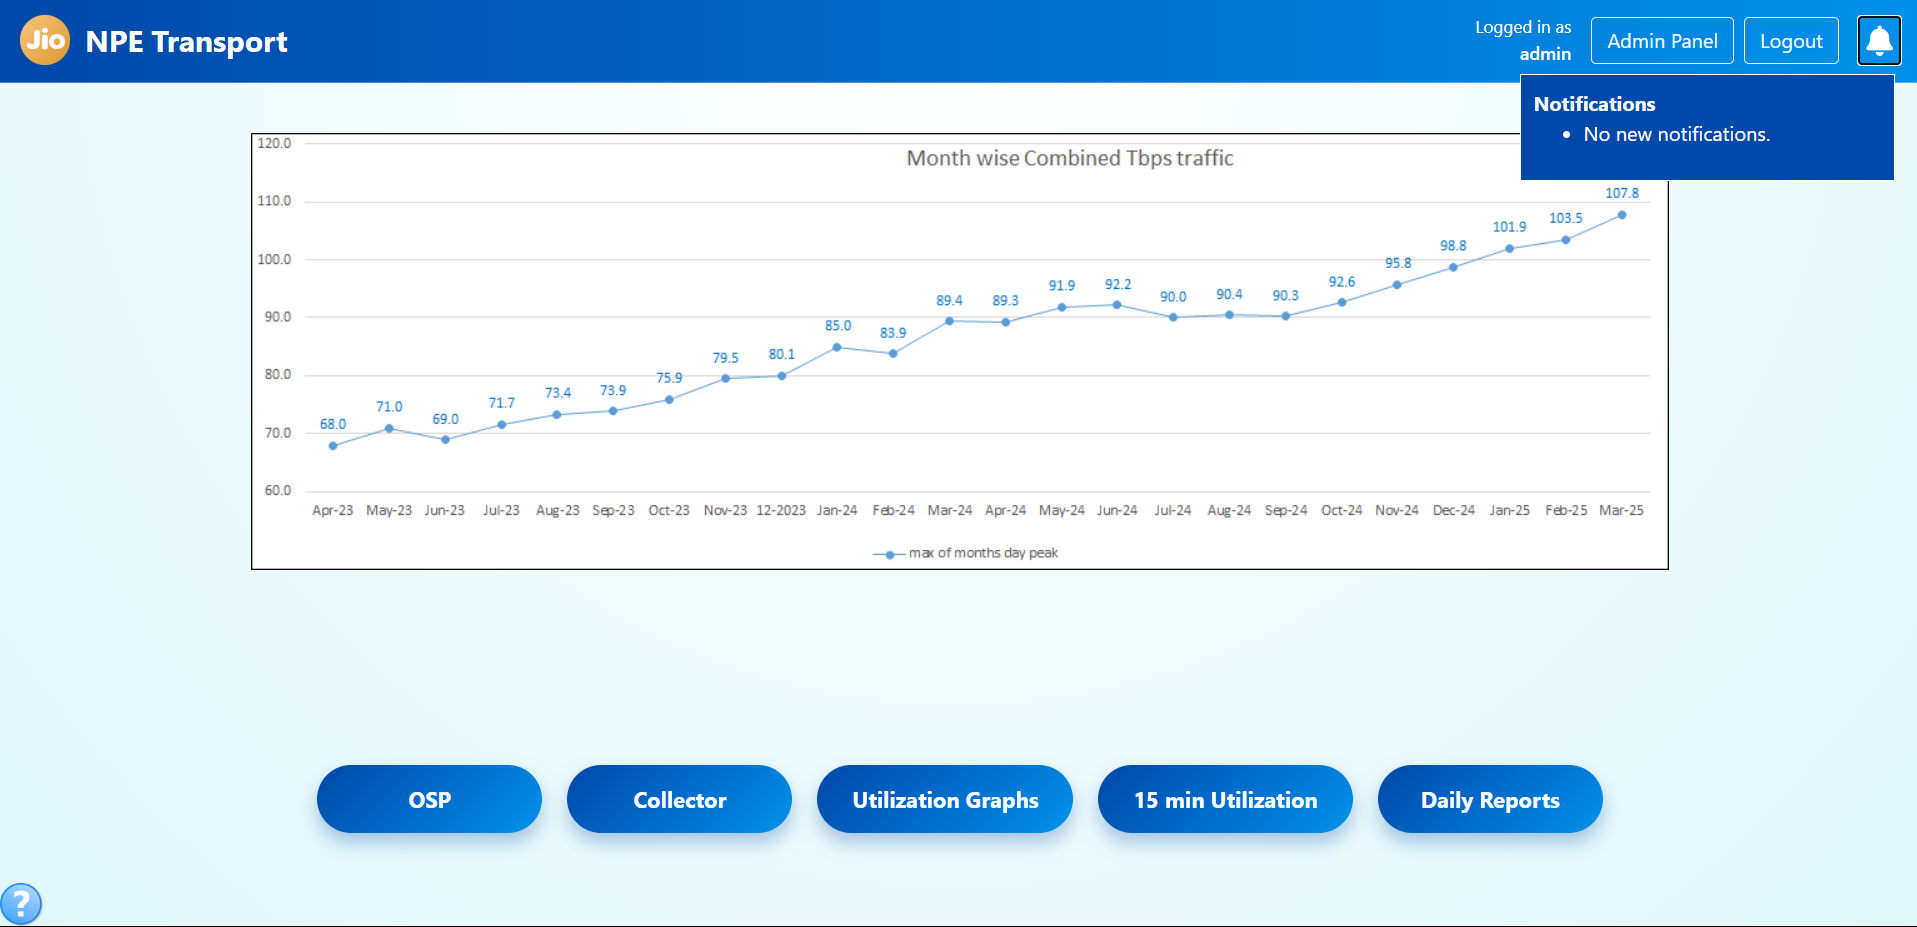 Jio
NPE Transport
Logged in as
admin
Admin Panel
Logout
Notifications
• No new notifications.
Month wise Combined Tbps traffic
120.0
110.0
100.0
90.0
80.0
70.0
60.0
68.0
71.0
69.0
71.7
73.4
73.9
75.9
79.5
80.1
85.0
83.9
89.4
89.3
91.9
92.2
90.0
90.4
90.3
92.6
95.8
98.8
101.9
103.5
107.8
Apr-23 May-23 Jun-23 Jul-23 Aug-23 Sep-23 Oct-23 Nov-23 12-2023 Jan-24 Feb-24 Mar-24 Apr-24 May-24 Jun-24 Jul-24 Aug-24 Sep-24 Oct-24 Nov-24 Dec-24 Jan-25 Feb-25 Mar-25
max of months day peak
OSP
Collector
Utilization Graphs
15 min Utilization
Daily Reports
?